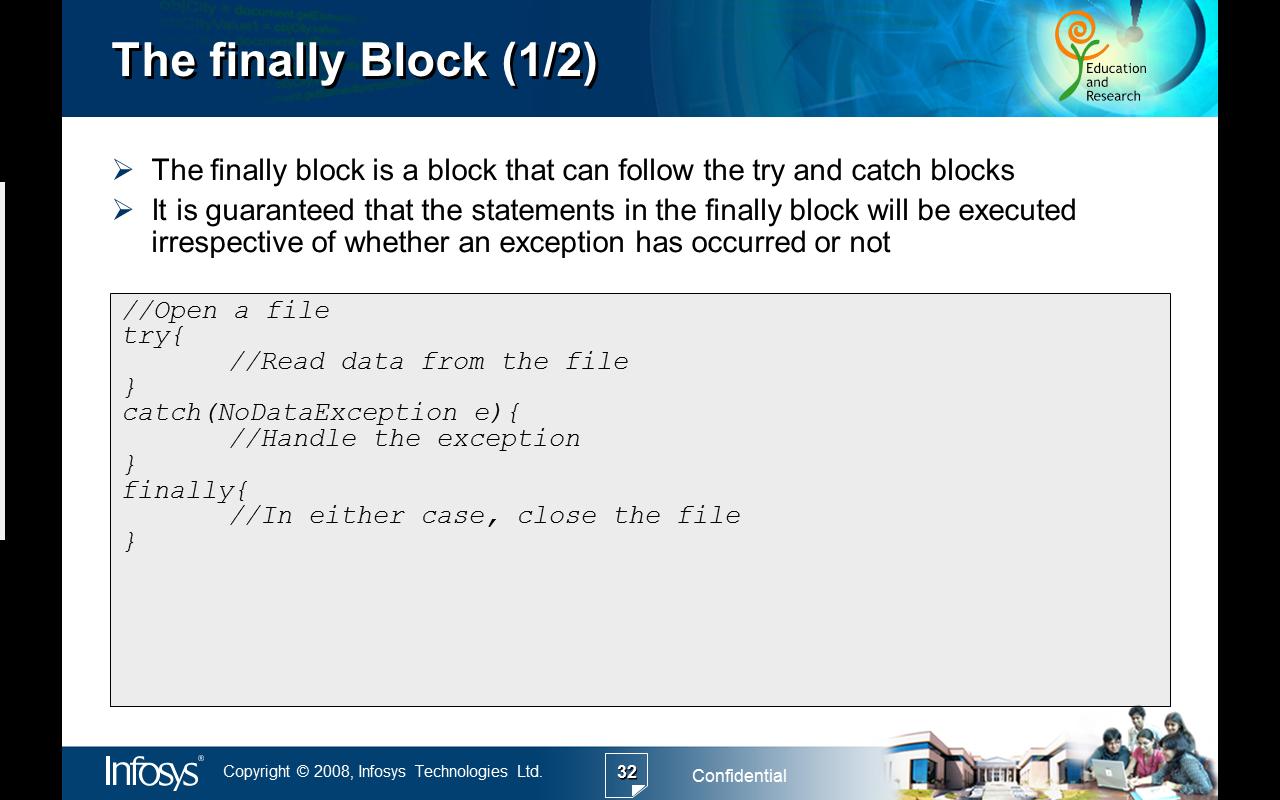 The finally Block (1/2)
Education
and
Research
The finally block is a block that can follow the try and catch blocks
It is guaranteed that the statements in the finally block will be executed
irrespective of whether an exception has occurred or not
//Open a file
try{
//Read data from the file
}
catch(NoDataException e){
//Handle the exception
}
finally{
//In either case, close the file
}
Infosys®
Copyright © 2008, Infosys Technologies Ltd.
32
Confidential